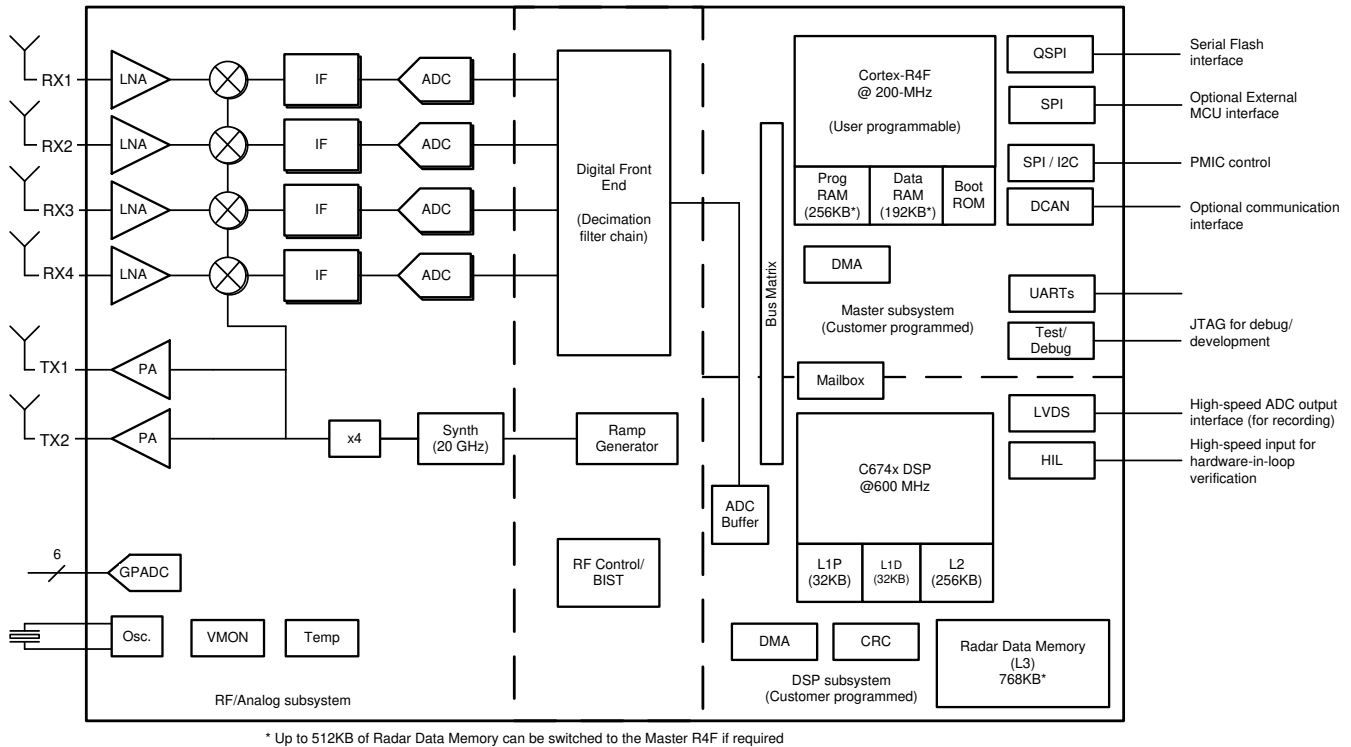 RX1
LNA
IF
ADC
RX2
LNA
IF
ADC
RX3
LNA
IF
ADC
RX4
LNA
IF
ADC
TX1
PA
TX2
PA
x4
Synth
(20 GHz)
Ramp
Generator
Digital Front
End
(Decimation
filter chain)
6
GPADC
RF Control/
BIST
Osc.
VMON
Temp
RF/Analog subsystem
Bus Matrix
ADC
Buffer
Cortex-R4F
@ 200-MHz
(User programmable)
Prog
RAM
(256KB*)
Data
RAM
(192KB*)
Boot
ROM
DMA
Master subsystem
(Customer programmed)
Mailbox
QSPI
Serial Flash
interface
SPI
Optional External
MCU interface
SPI / I2C
PMIC control
DCAN
Optional communication
interface
UARTs
Test/
Debug
JTAG for debug/
development
LVDS
High-speed ADC output
interface (for recording)
HIL
High-speed input for
hardware-in-loop
verification
C674x DSP
@600 MHz
L1P
(32KB)
L1D
(32KB)
L2
(256KB)
DMA
CRC
DSP subsystem
(Customer programmed)
Radar Data Memory
(L3)
768KB*
* Up to 512KB of Radar Data Memory can be switched to the Master R4F if required